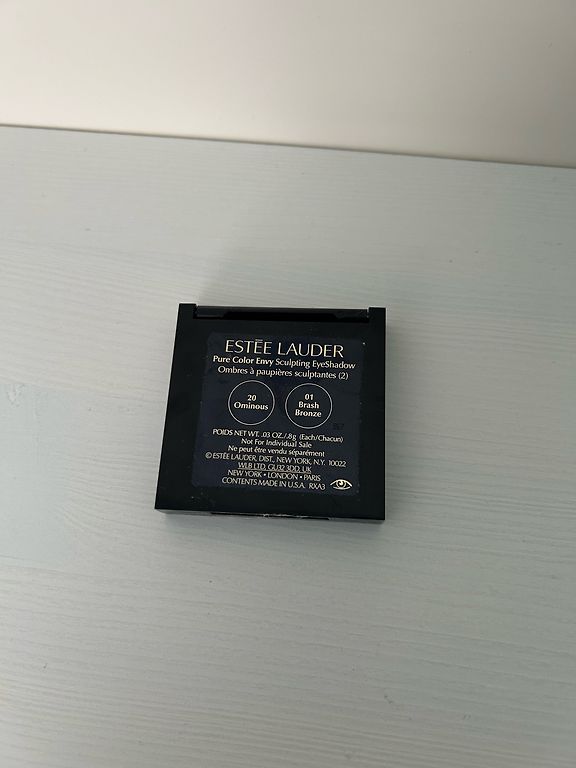 ESTĒE LAUDER
Pure Color Envy Sculpting EyeShadow
Ombres à paupières sculptantes (2)
20
Ominous
01
Brash
Bronze
POIDS NET WT. .03 OZ./.8g (Each/Chacun)
Not For Individual Sale
Ne peut être vendu séparément
© ESTÉE LAUDER, DIST., NEW YORK, N.Y. 10022
WLB LTD, GU32 3DD, UK
NEW YORK • LONDON • PARIS
CONTENTS MADE IN U.S.A. RXA3